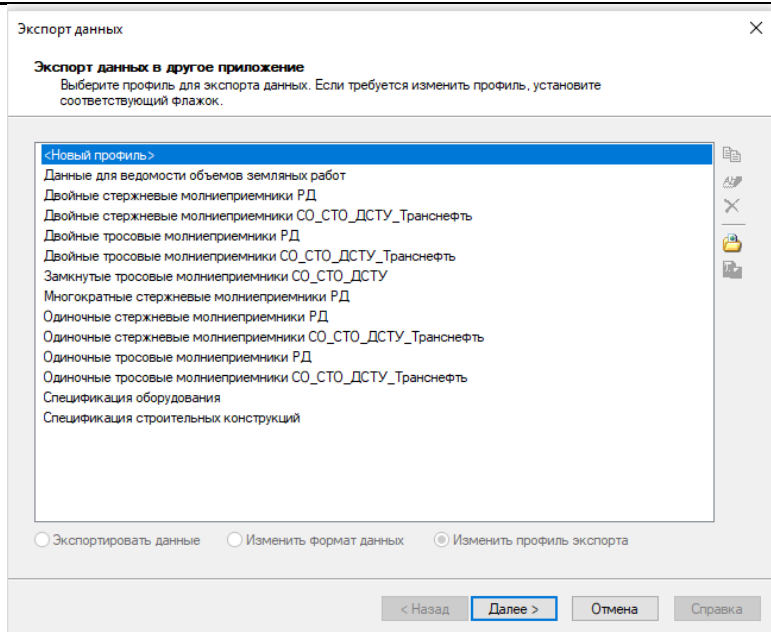 Экспорт данных
Экспорт данных в другое приложение
Выберите профиль для экспорта данных. Если требуется изменить профиль, установите
соответствующий флажок.
<Новый профиль>
Данные для ведомости объемов земляных работ
Двойные стержневые молниеприемники РД
Двойные стержневые молниеприемники СО_СТО_ДСТУ_Транснефть
Двойные тросовые молниеприемники РД
Двойные тросовые молниеприемники СО_СТО_ДСТУ_Транснефть
Замкнутые тросовые молниеприемники СО_СТО_ДСТУ
Многократные стержневые молниеприемники РД
Одиночные стержневые молниеприемники РД
Одиночные стержневые молниеприемники СО_СТО_ДСТУ_Транснефть
Одиночные тросовые молниеприемники РД
Одиночные тросовые молниеприемники СО_СТО_ДСТУ_Транснефть
Спецификация оборудования
Спецификация строительных конструкций
Экспортировать данные Изменить формат данных Изменить профиль экспорта
< Назад Далее > Отмена Справка